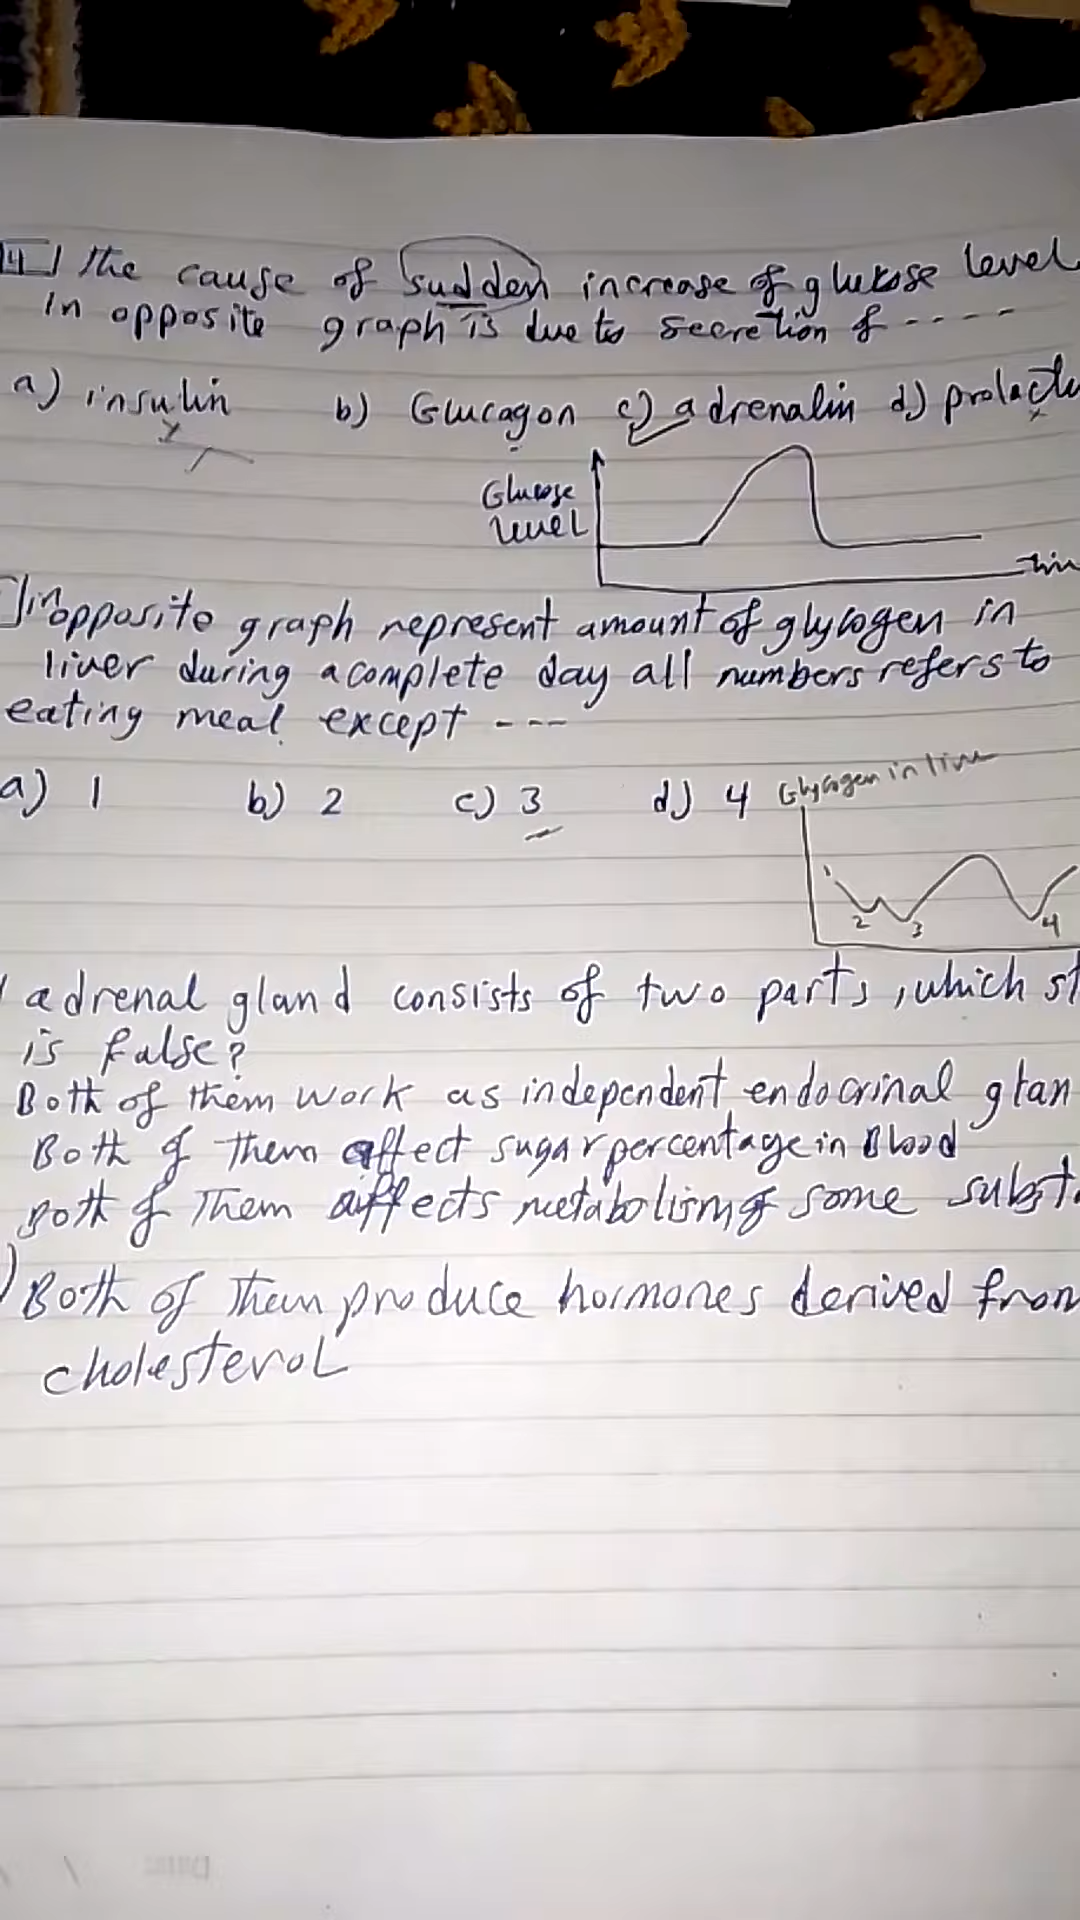 4] The cause of sudden increase of glukose level
in opposite graph is due to secretion of -----
a) insulin b) Glucagon c) adrenalin d) prolactin
Glucose
level
tim
in opposite graph represent amount of glycogen in
liver during a complete day all numbers refers to
eating meal except ---
a) 1 b) 2 c) 3 d) 4 Glycogen in live
1 2 3 4
adrenal gland consists of two parts, which st
is false?
Both of them work as independent endocrinal glan
Both of them affect sugar percentage in Blood
Both of Them affects metabolism of some subst.
) Both of them produce hormones derived from
cholesterol